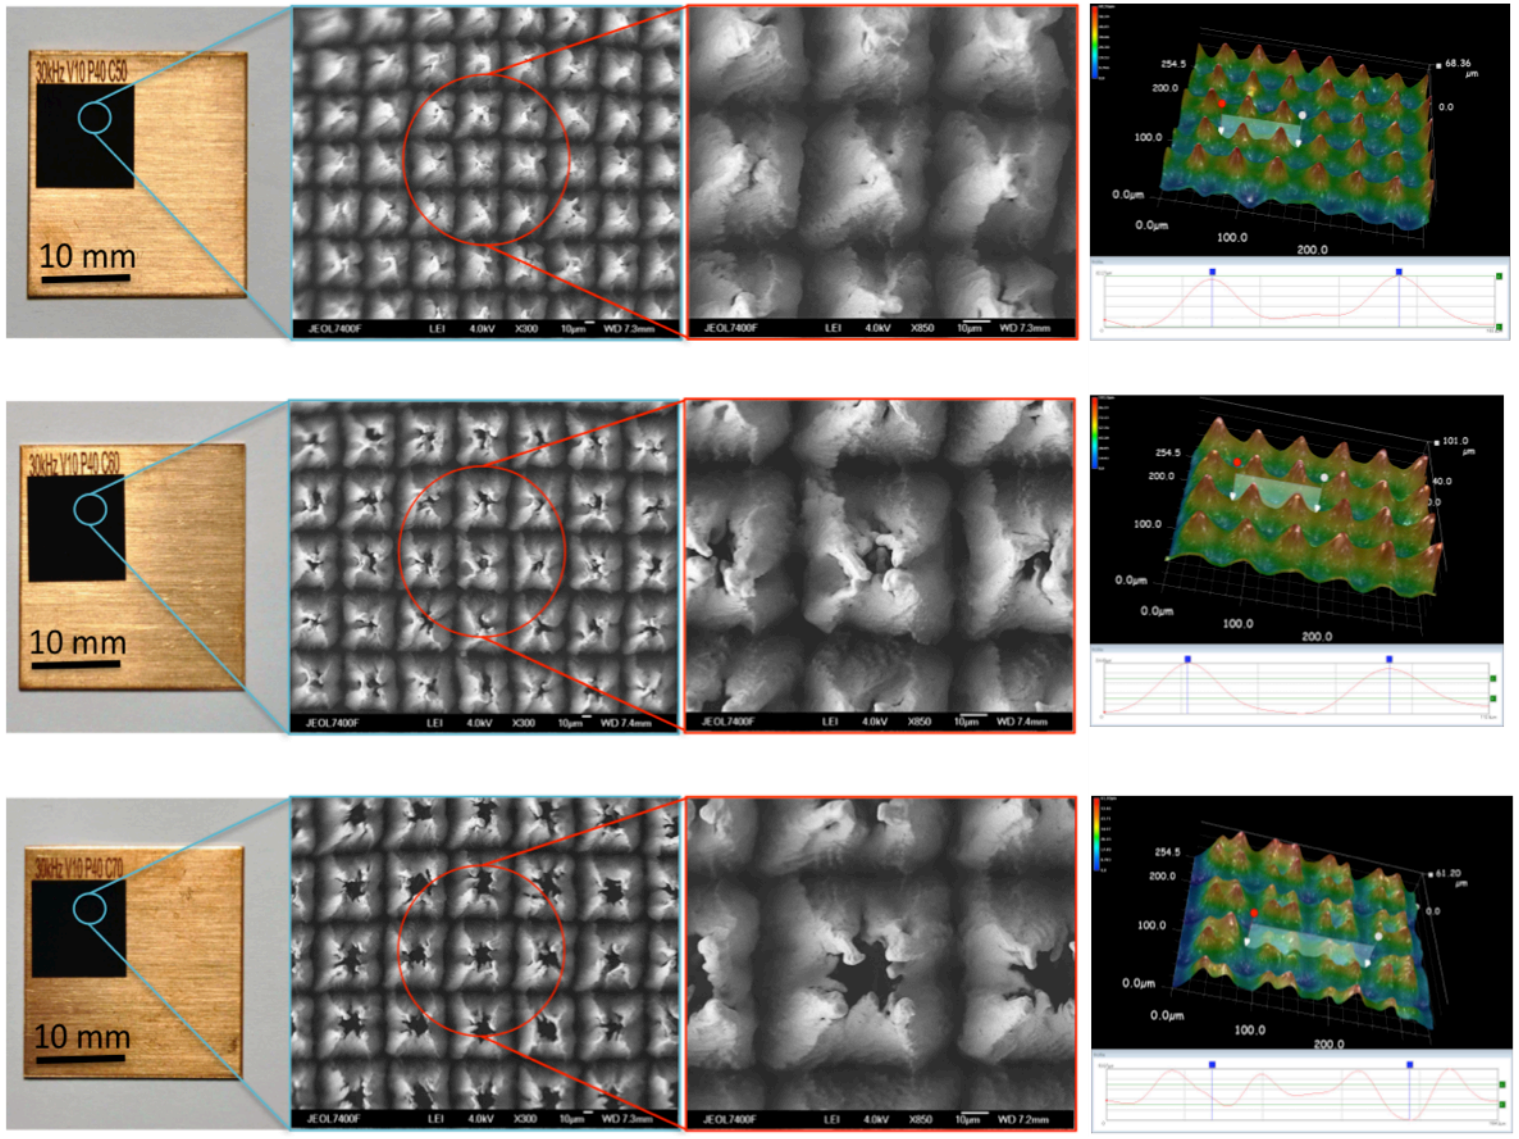 30kHz V10 P40 C50
10 mm
JEOL7400F LEI 4.0kV X300 10µm WD 7.3mm
JEOL7400F LEI 4.0kV X850 10µm WD 7.3mm
68.36
µm
0.0
254.5
200.0
100.0
0.0µm
0.0µm
100.0
200.0
30kHz V10 P40 C60
10 mm
JEOL7400F LEI 4.0kV X300 10µm WD 7.4mm
JEOL7400F LEI 4.0kV X850 10µm WD 7.4mm
101.0
µm
40.0
254.5
200.0
100.0
0.0µm
0.0µm
100.0
200.0
30kHz V10 P40 C70
10 mm
JEOL7400F LEI 4.0kV X300 10µm WD 7.3mm
JEOL7400F LEI 4.0kV X850 10µm WD 7.2mm
61.20
µm
0.0
254.5
200.0
100.0
0.0µm
0.0µm
100.0
200.0